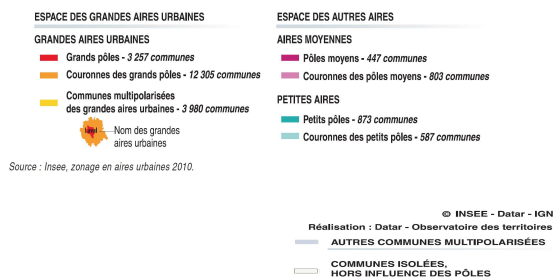 ESPACE DES GRANDES AIRES URBAINES
GRANDES AIRES URBAINES
Grands pôles - 3 257 communes
Couronnes des grands pôles - 12 305 communes
Communes multipolarisées
des grandes aires urbaines - 3 980 communes
Nom des grandes
aires urbaines
Source : Insee, zonage en aires urbaines 2010.
ESPACE DES AUTRES AIRES
AIRES MOYENNES
Pôles moyens - 447 communes
Couronnes des pôles moyens - 803 communes
PETITES AIRES
Petits pôles - 873 communes
Couronnes des petits pôles - 587 communes
© INSEE - Datar - IGN
Réalisation : Datar - Observatoire des territoires
AUTRES COMMUNES MULTIPOLARISÉES
COMMUNES ISOLÉES,
HORS INFLUENCE DES PÔLES